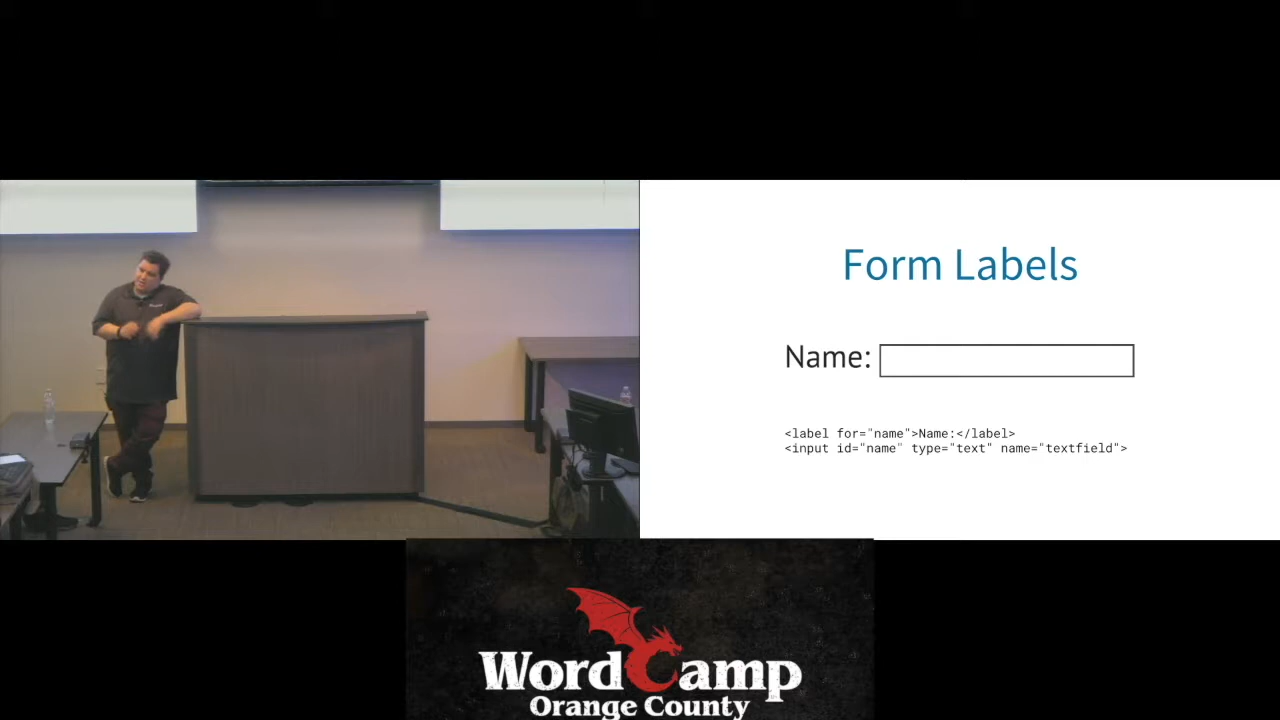 Form Labels
Name:
<label for="name">Name:</label>
<input id="name" type="text" name="textfield">
WordCamp
Orange County